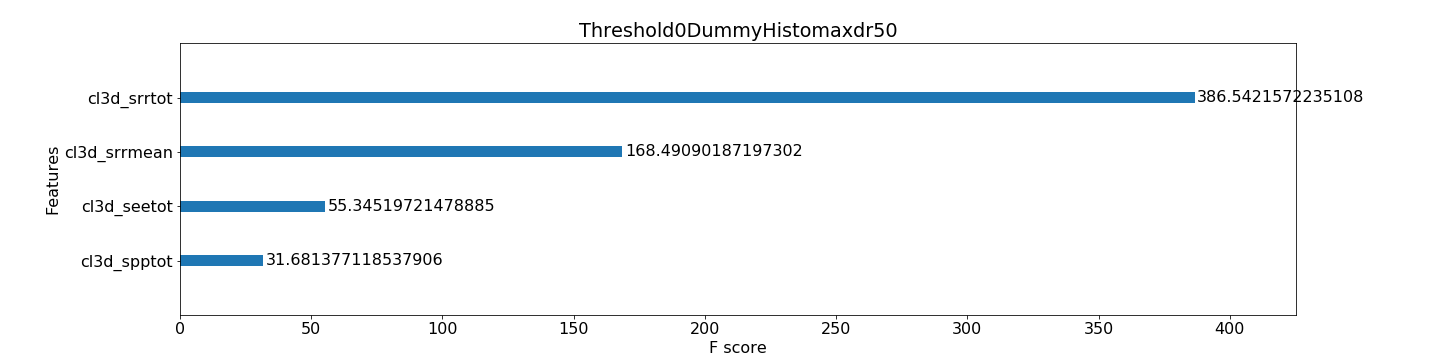 Threshold0DummyHistomaxdr50
cl3d_srrtot 386.5421572235108
cl3d_srrmean 168.49090187197302
Features
cl3d_seetot 55.34519721478885
cl3d_spptot 31.681377118537906
0 50 100 150 200 250 300 350 400
F score